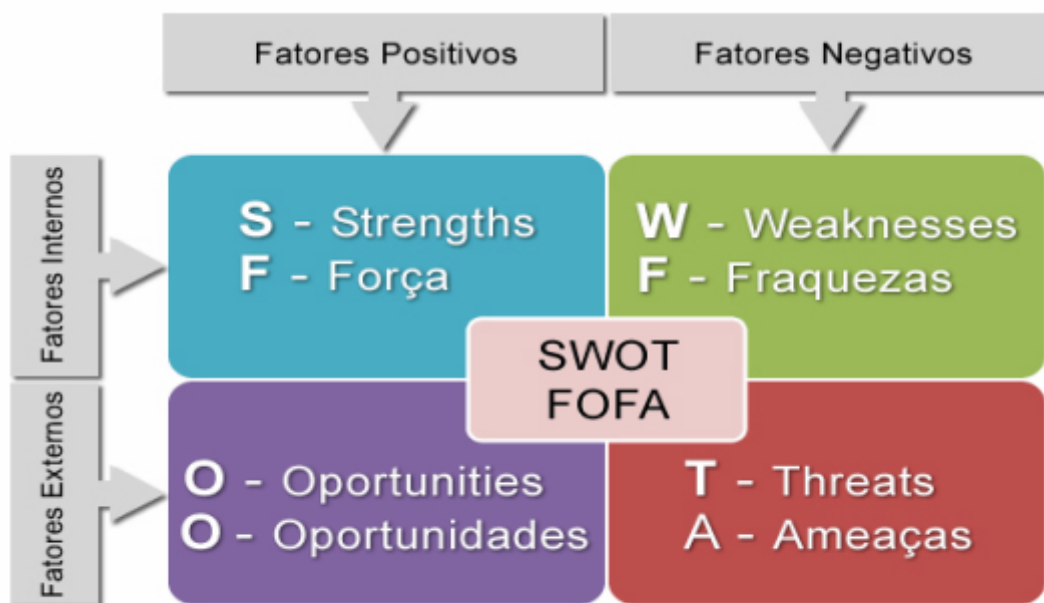 Fatores Positivos
Fatores Negativos
Fatores Internos
S - Strengths
F - Força
W - Weaknesses
F - Fraquezas
SWOT
FOFA
Fatores Externos
O - Oportunities
O - Oportunidades
T - Threats
A - Ameaças